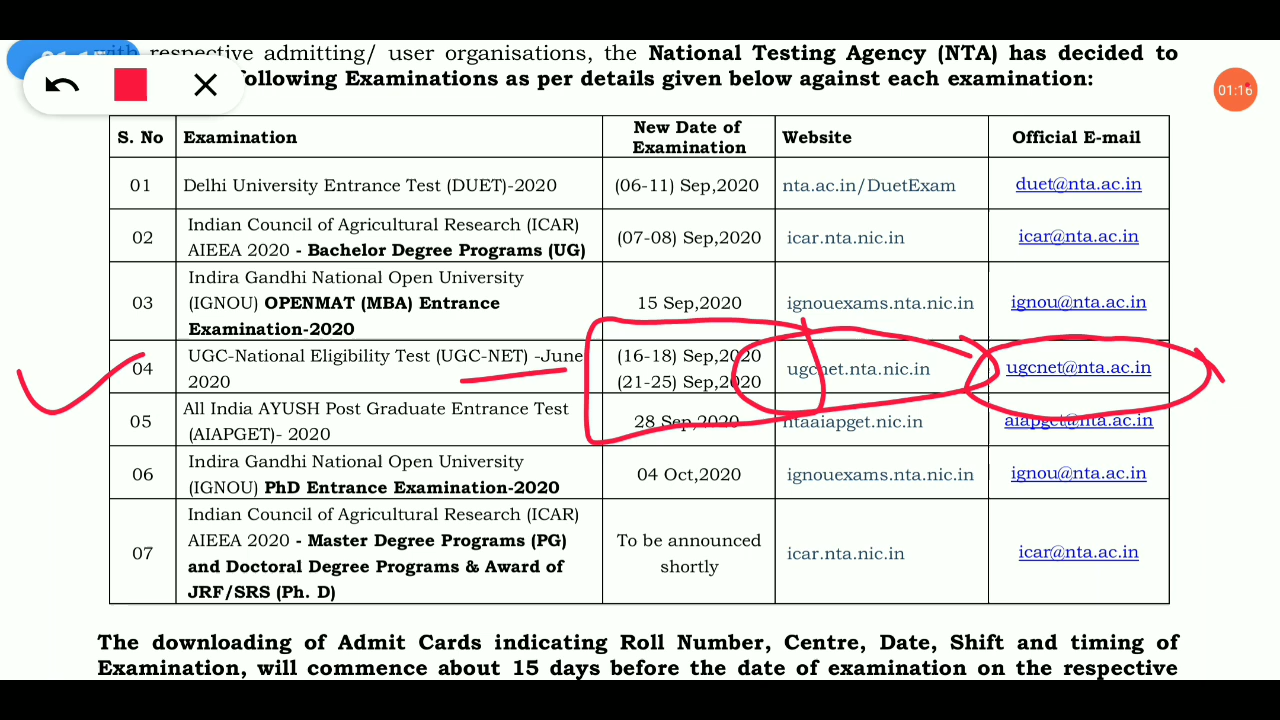 with respective admitting/ user organisations, the National Testing Agency (NTA) has decided to
following Examinations as per details given below against each examination:
01:16
S. No Examination New Date of Examination Website Official E-mail
01 Delhi University Entrance Test (DUET)-2020 (06-11) Sep,2020 nta.ac.in/DuetExam duet@nta.ac.in
02 Indian Council of Agricultural Research (ICAR) AIEEA 2020 - Bachelor Degree Programs (UG) (07-08) Sep,2020 icar.nta.nic.in icar@nta.ac.in
03 Indira Gandhi National Open University (IGNOU) OPENMAT (MBA) Entrance Examination-2020 15 Sep,2020 ignouexams.nta.nic.in ignou@nta.ac.in
04 UGC-National Eligibility Test (UGC-NET) -June 2020 (16-18) Sep,2020 (21-25) Sep,2020 ugcnet.nta.nic.in ugcnet@nta.ac.in
05 All India AYUSH Post Graduate Entrance Test (AIAPGET)- 2020 28 Sep,2020 ntaaiapget.nic.in aiapget@nta.ac.in
06 Indira Gandhi National Open University (IGNOU) PhD Entrance Examination-2020 04 Oct,2020 ignouexams.nta.nic.in ignou@nta.ac.in
07 Indian Council of Agricultural Research (ICAR) AIEEA 2020 - Master Degree Programs (PG) and Doctoral Degree Programs & Award of JRF/SRS (Ph. D) To be announced shortly icar.nta.nic.in icar@nta.ac.in
The downloading of Admit Cards indicating Roll Number, Centre, Date, Shift and timing of
Examination, will commence about 15 days before the date of examination on the respective